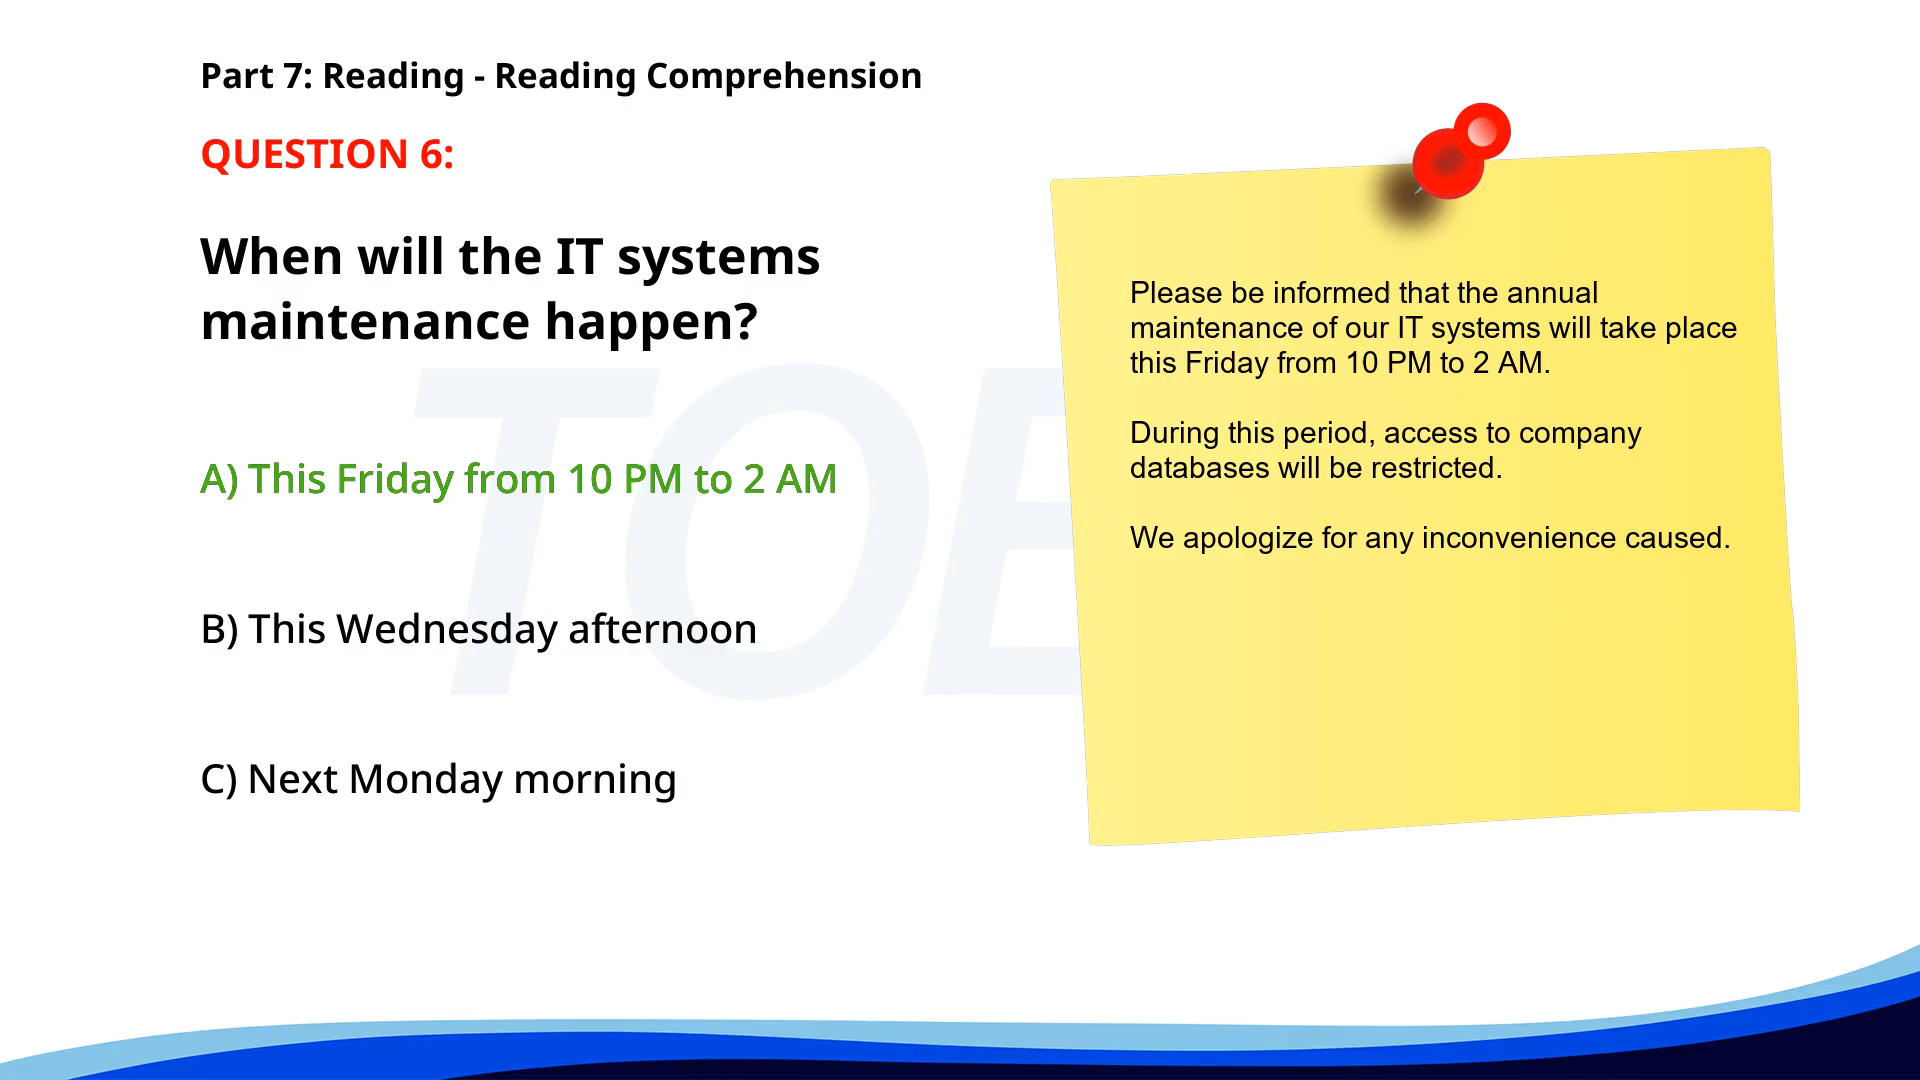 Part 7: Reading - Reading Comprehension
QUESTION 6:
When will the IT systems
maintenance happen?
A) This Friday from 10 PM to 2 AM
B) This Wednesday afternoon
C) Next Monday morning
Please be informed that the annual
maintenance of our IT systems will take place
this Friday from 10 PM to 2 AM.
During this period, access to company
databases will be restricted.
We apologize for any inconvenience caused.